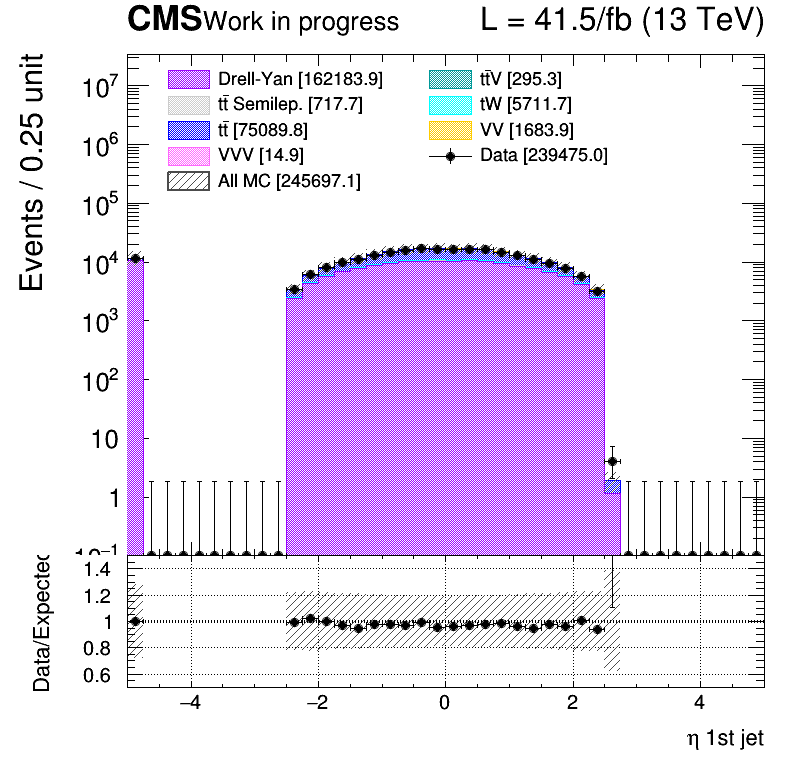 CMS Work in progress L = 41.5/fb (13 TeV)
Events / 0.25 unit
Drell-Yan [162183.9]
tt̄ Semilep. [717.7]
tt̄ [75089.8]
VVV [14.9]
All MC [245697.1]
tt̄V [295.3]
tW [5711.7]
VV [1683.9]
Data [239475.0]
10⁷
10⁶
10⁵
10⁴
10³
10²
10
1
10⁻¹
Data/Expected
1.4
1.2
1
0.8
0.6
−4 −2 0 2 4
η 1st jet